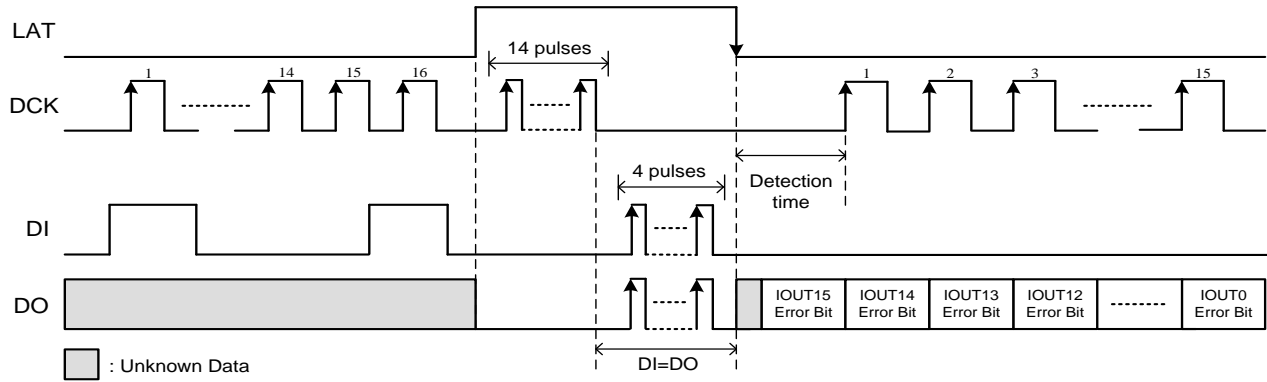 LAT
14 pulses
DCK
1
14
15
16
1
2
3
15
4 pulses
Detection
time
DI
DO
IOUT15
Error Bit
IOUT14
Error Bit
IOUT13
Error Bit
IOUT12
Error Bit
IOUT0
Error Bit
: Unknown Data
DI=DO